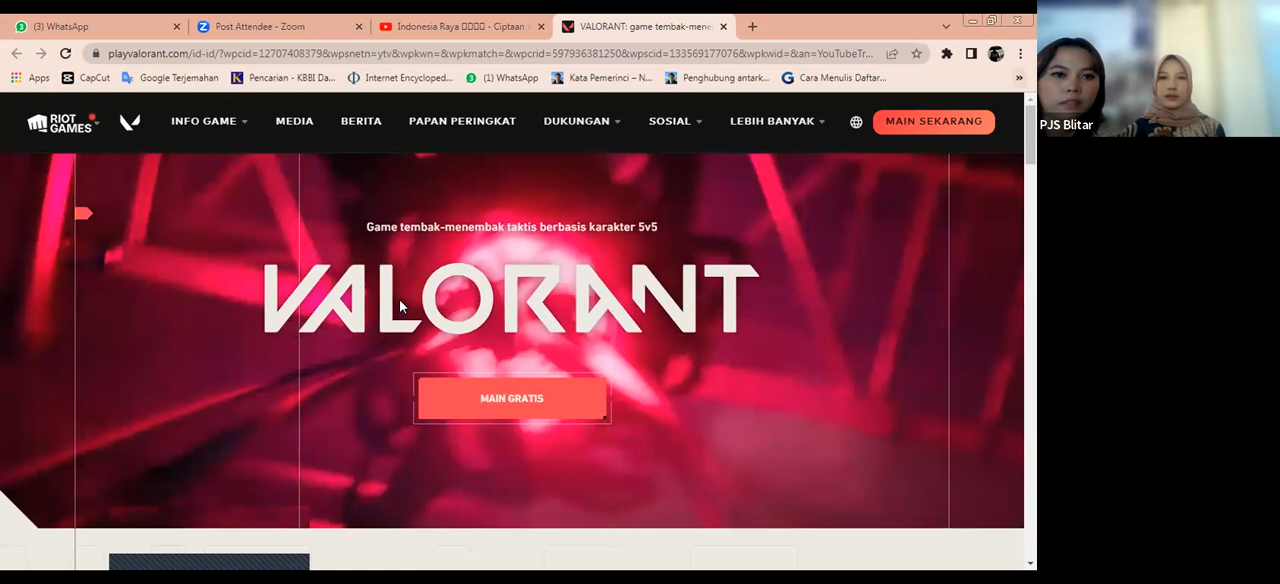 (3) WhatsApp
Post Attendee - Zoom
Indonesia Raya - Ciptaan
VALORANT: game tembak-mene
playvalorant.com/id-id/?wpcid=12707408379&wpsnetn=ytv&wpkwn=&wpkmatch=&wpcrid=597936381250&wpscid=133569177076&wpkwid=&an=YouTubeTr...
Apps
CapCut
Google Terjemahan
Pencarian - KBBI Da...
Internet Encycloped...
(1) WhatsApp
Kata Pemerinci – N...
Penghubung antark...
Cara Menulis Daftar...
»
RIOT GAMES
INFO GAME
MEDIA
BERITA
PAPAN PERINGKAT
DUKUNGAN
SOSIAL
LEBIH BANYAK
MAIN SEKARANG
Game tembak-menembak taktis berbasis karakter 5v5
VALORANT
MAIN GRATIS
PJS Blitar